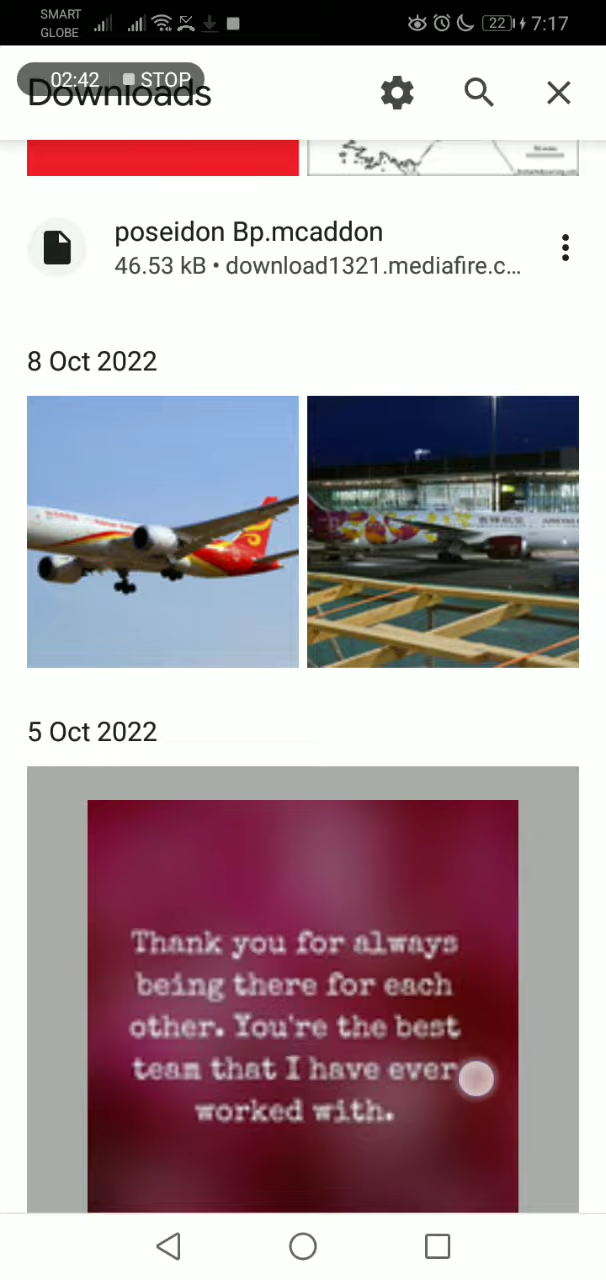 SMART
GLOBE
22
7:17
02:42 STOP
Downloads
poseidon Bp.mcaddon
46.53 kB • download1321.mediafire.c...
8 Oct 2022
5 Oct 2022
Thank you for always
being there for each
other. You're the best
team that I have ever
worked with.